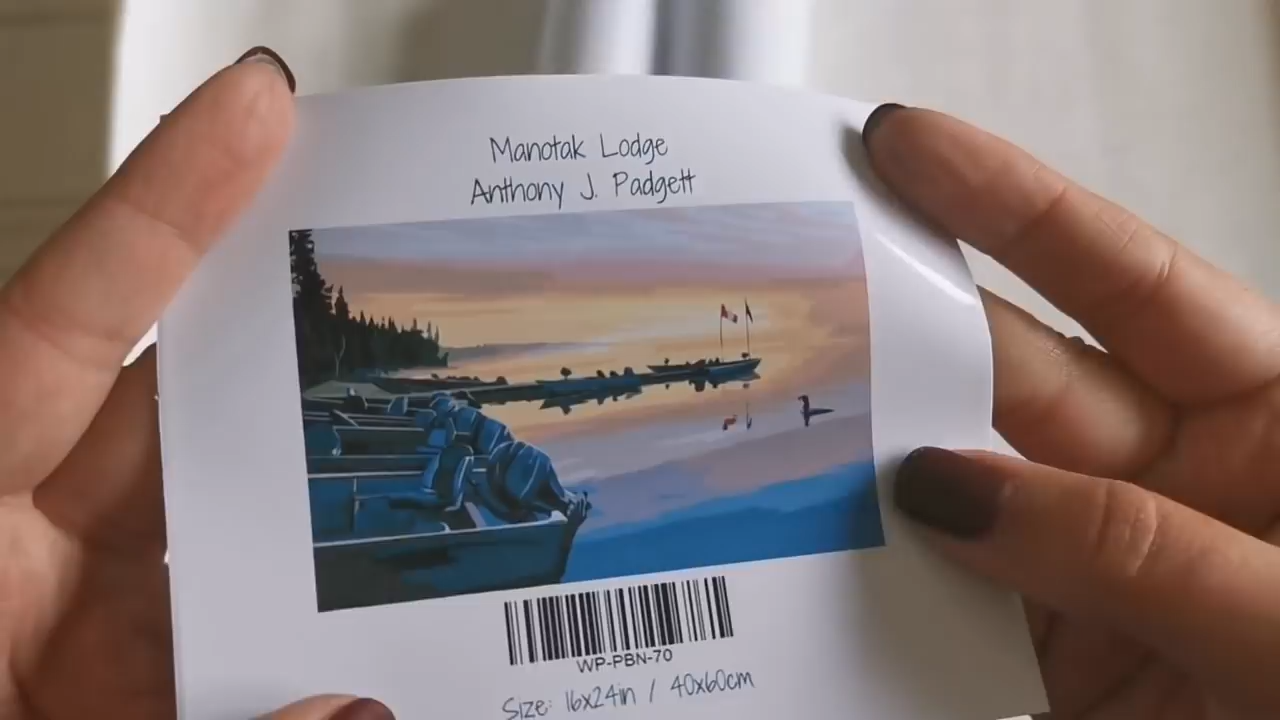 Manotak Lodge
Anthony J. Padgett
WP-PBN-70
Size: 16x24in / 40x60cm